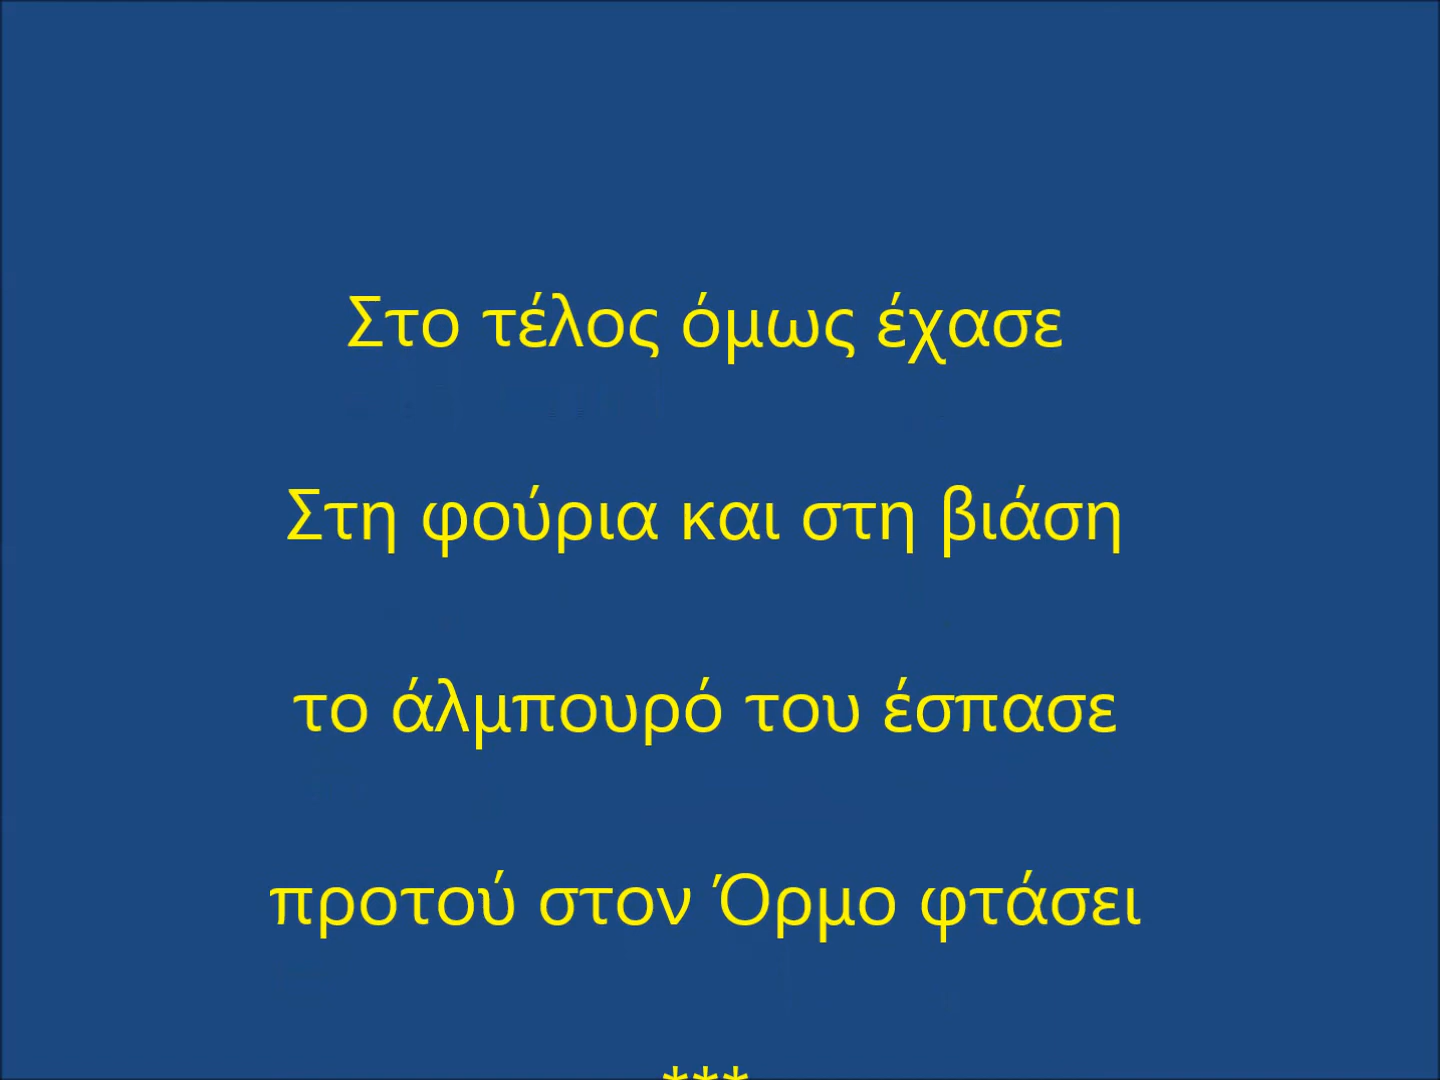 Στο τέλος όμως έχασε
Στη φούρια και στη βιάση
το άλμπουρό του έσπασε
προτού στον Όρμο φτάσει
***